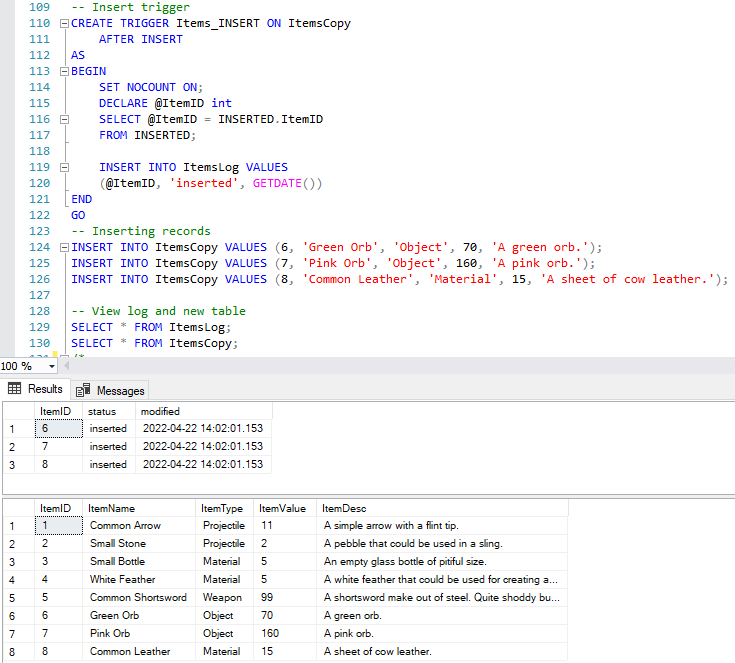 109 -- Insert trigger
110 CREATE TRIGGER Items_INSERT ON ItemsCopy
111 AFTER INSERT
112 AS
113 BEGIN
114 SET NOCOUNT ON;
115 DECLARE @ItemID int
116 SELECT @ItemID = INSERTED.ItemID
117 FROM INSERTED;
118
119 INSERT INTO ItemsLog VALUES
120 (@ItemID, 'inserted', GETDATE())
121 END
122 GO
123 -- Inserting records
124 INSERT INTO ItemsCopy VALUES (6, 'Green Orb', 'Object', 70, 'A green orb.');
125 INSERT INTO ItemsCopy VALUES (7, 'Pink Orb', 'Object', 160, 'A pink orb.');
126 INSERT INTO ItemsCopy VALUES (8, 'Common Leather', 'Material', 15, 'A sheet of cow leather.');
127
128 -- View log and new table
129 SELECT * FROM ItemsLog;
130 SELECT * FROM ItemsCopy;
131 /*
100 %
Results Messages
ItemID status modified
1 6 inserted 2022-04-22 14:02:01.153
2 7 inserted 2022-04-22 14:02:01.153
3 8 inserted 2022-04-22 14:02:01.153
ItemID ItemName ItemType ItemValue ItemDesc
1 1 Common Arrow Projectile 11 A simple arrow with a flint tip.
2 2 Small Stone Projectile 2 A pebble that could be used in a sling.
3 3 Small Bottle Material 5 An empty glass bottle of pitiful size.
4 4 White Feather Material 5 A white feather that could be used for creating a...
5 5 Common Shortsword Weapon 99 A shortsword make out of steel. Quite shoddy bu...
6 6 Green Orb Object 70 A green orb.
7 7 Pink Orb Object 160 A pink orb.
8 8 Common Leather Material 15 A sheet of cow leather.